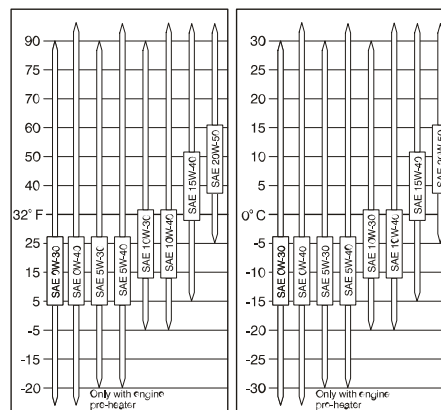 90
75
70
60
50
40
32° F
25
15
5
-5
-15
-20
SAE 0W-30
SAE 0W-40
SAE 5W-30
SAE 5W-40
SAE 10W-30
SAE 10W-40
SAE 15W-40
SAE 20W-50
Only with engine
pre-heater
30
25
20
15
10
5
0° C
-5
-10
-15
-20
-25
-30
SAE 0W-30
SAE 0W-40
SAE 5W-30
SAE 5W-40
SAE 10W-30
SAE 10W-40
SAE 15W-40
SAE 20W-50
Only with engine
pre-heater